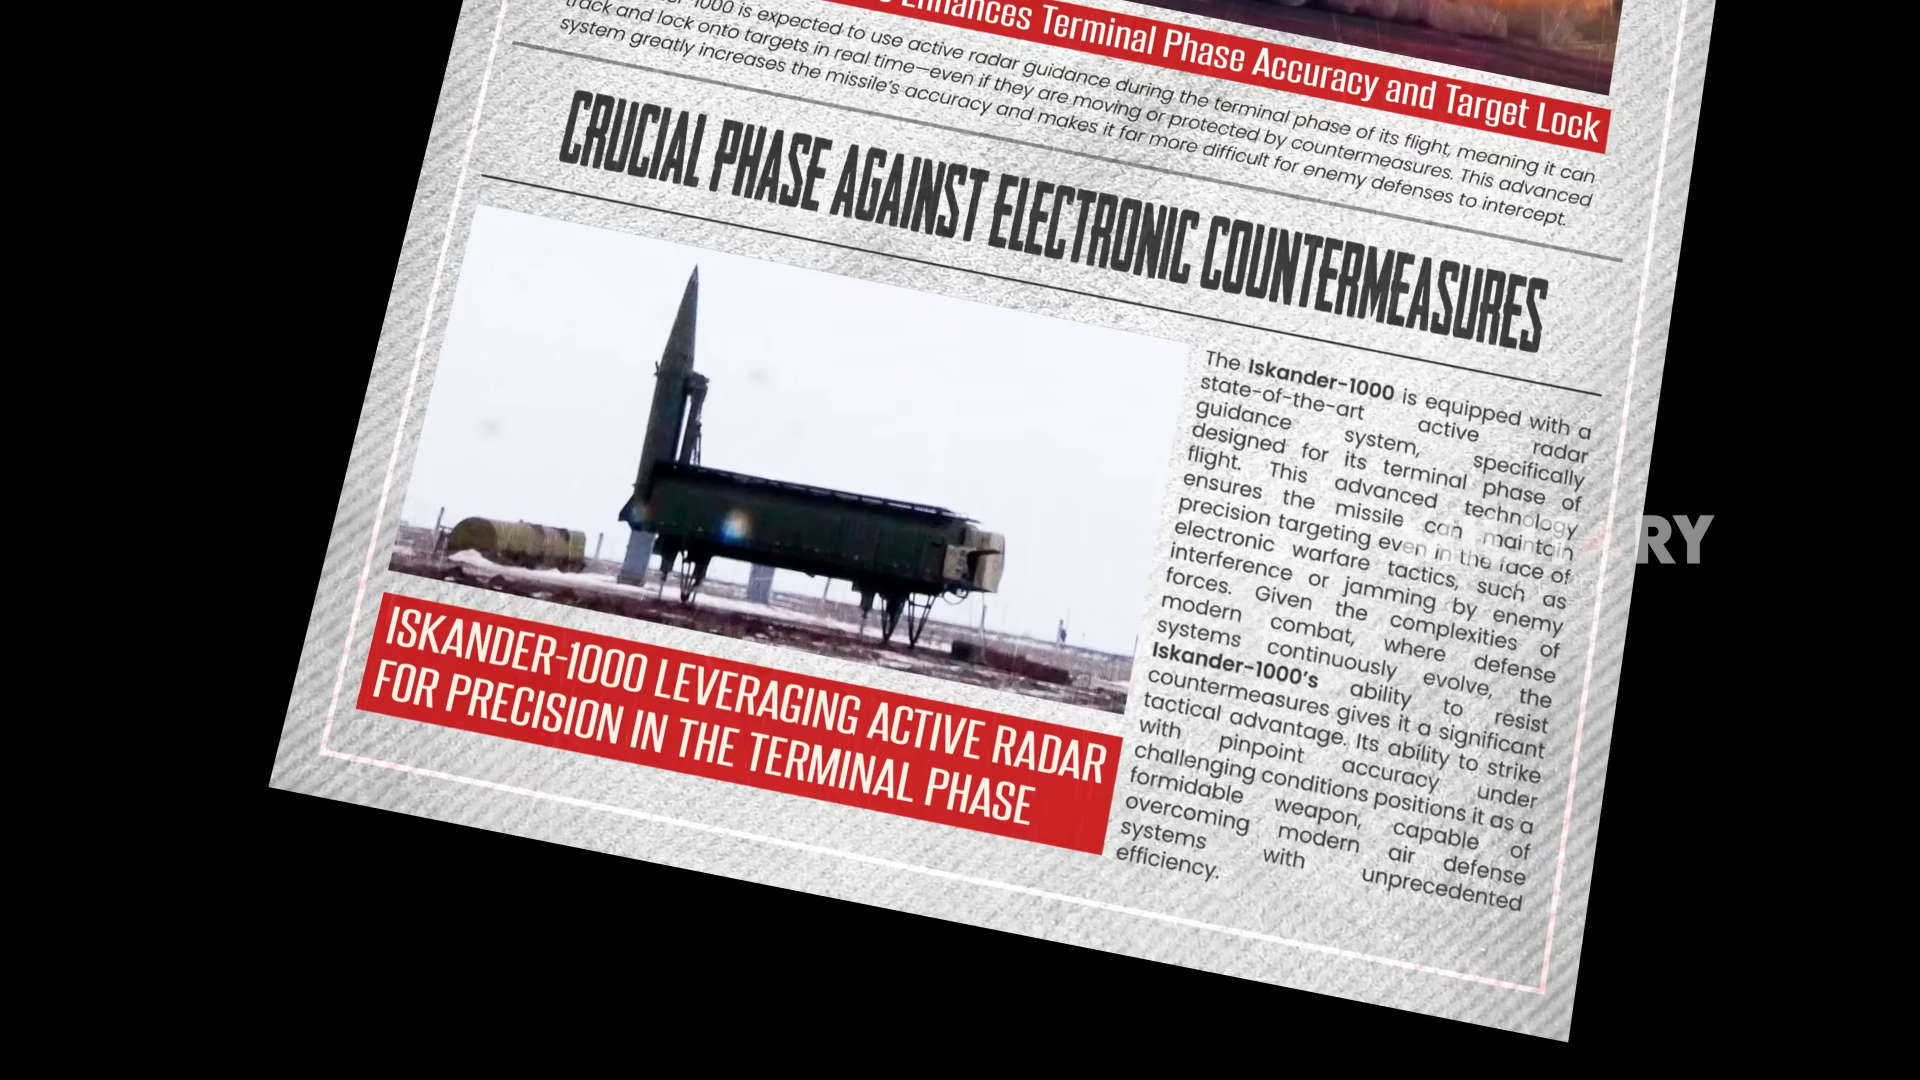 Enhances Terminal Phase Accuracy and Target Lock
1000 is expected to use active radar guidance during the terminal phase of its flight, meaning it can
track and lock onto targets in real time—even if they are moving or protected by countermeasures. This advanced
system greatly increases the missile's accuracy and makes it far more difficult for enemy defenses to intercept.
CRUCIAL PHASE AGAINST ELECTRONIC COUNTERMEASURES
The Iskander-1000 is equipped with a
state-of-the-art active radar
guidance system, specifically
designed for its terminal phase of
flight. This advanced technology
ensures the missile can maintain
precision targeting even in the face of
electronic warfare tactics, such as
interference or jamming by enemy
forces. Given the complexities of
modern combat, where defense
systems continuously evolve, the
Iskander-1000's ability to resist
countermeasures gives it a significant
tactical advantage. Its ability to strike
with pinpoint accuracy under
challenging conditions positions it as a
formidable weapon, capable of
overcoming modern air defense
systems with unprecedented
efficiency.
ISKANDER-1000 LEVERAGING ACTIVE RADAR
FOR PRECISION IN THE TERMINAL PHASE
RY